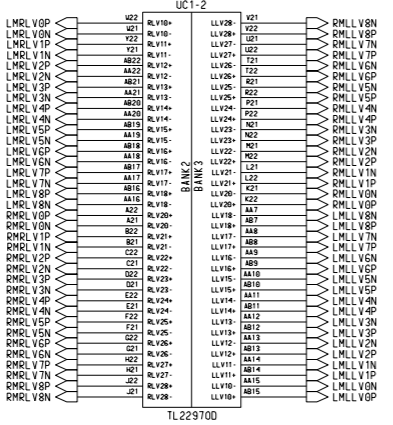 UC1-2
LMRLV0P W22 RLV10+ LLV28- V21 RMLLV8N
LMRLV0N W21 RLV10- LLV28+ V22 RMLLV8P
LMRLV1P Y22 RLV11+ LLV27- U21 RMLLV7N
LMRLV1N Y21 RLV11- LLV27+ U22 RMLLV7P
LMRLV2P AB22 RLV12+ LLV26- T21 RMLLV6N
LMRLV2N AA22 RLV12- LLV26+ T22 RMLLV6P
LMRLV3P AB21 RLV13+ LLV25- R21 RMLLV5N
LMRLV3N AA21 RLV13- LLV25+ R22 RMLLV5P
LMRLV4P AB20 RLV14+ LLV24- P21 RMLLV4N
LMRLV4N AA20 RLV14- LLV24+ P22 RMLLV4P
LMRLV5P AB19 RLV15+ LLV23- N21 RMLLV3N
LMRLV5N AA19 RLV15- LLV23+ N22 RMLLV3P
LMRLV6P AB18 RLV16+ LLV22- M21 RMLLV2N
LMRLV6N AA18 RLV16- LLV22+ M22 RMLLV2P
LMRLV7P AB17 RLV17+ LLV21- L21 RMLLV1N
LMRLV7N AA17 RLV17- LLV21+ L22 RMLLV1P
LMRLV8P AB16 RLV18+ LLV20- K21 RMLLV0N
LMRLV8N AA16 RLV18- LLV20+ K22 RMLLV0P
RMRLV0P A22 RLV20+ LLV18- AA7 LMLLV8N
RMRLV0N A21 RLV20- LLV18+ AB7 LMLLV8P
RMRLV1P B22 RLV21+ LLV17- AA8 LMLLV7N
RMRLV1N B21 RLV21- LLV17+ AB8 LMLLV7P
RMRLV2P C22 RLV22+ LLV16- AA9 LMLLV6N
RMRLV2N C21 RLV22- LLV16+ AB9 LMLLV6P
RMRLV3P D22 RLV23+ LLV15- AA10 LMLLV5N
RMRLV3N D21 RLV23- LLV15+ AB10 LMLLV5P
RMRLV4P E22 RLV24+ LLV14- AA11 LMLLV4N
RMRLV4N E21 RLV24- LLV14+ AB11 LMLLV4P
RMRLV5P F22 RLV25+ LLV13- AA12 LMLLV3N
RMRLV5N F21 RLV25- LLV13+ AB12 LMLLV3P
RMRLV6P G22 RLV26+ LLV12- AA13 LMLLV2N
RMRLV6N G21 RLV26- LLV12+ AB13 LMLLV2P
RMRLV7P H22 RLV27+ LLV11- AA14 LMLLV1N
RMRLV7N H21 RLV27- LLV11+ AB14 LMLLV1P
RMRLV8P J22 RLV28+ LLV10- AA15 LMLLV0N
RMRLV8N J21 RLV28- LLV10+ AB15 LMLLV0P
BANK2
BANK3
TL22970D